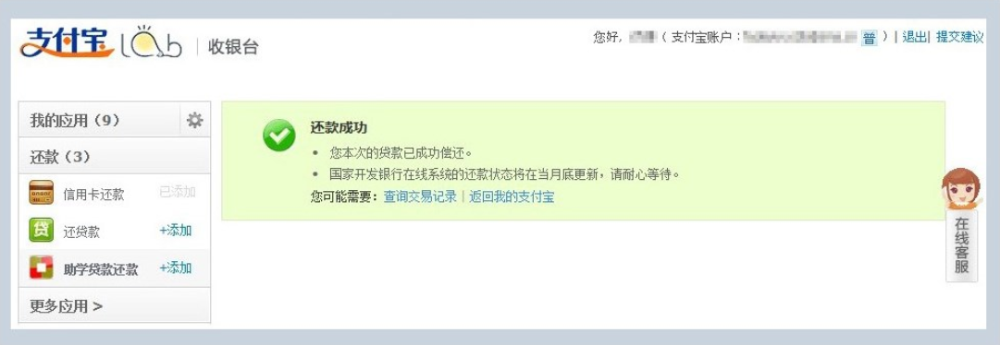 支付宝 Lab 收银台
您好, （支付宝账户： 普 ）| 退出| 提交建议
我的应用（9）
还款（3）
信用卡还款 已添加
贷 还贷款 +添加
助学贷款还款 +添加
更多应用 >
还款成功
• 您本次的贷款已成功偿还。
• 国家开发银行在线系统的还款状态将在当月底更新，请耐心等待。
您可能需要：查询交易记录 | 返回我的支付宝
在线客服